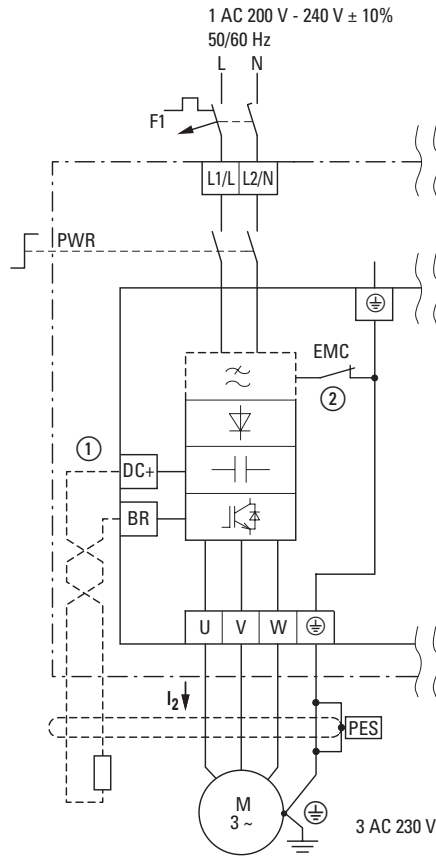 1 AC 200 V - 240 V ± 10%
50/60 Hz
L N
F1
L1/L L2/N
PWR
EMC
2
1
DC+
BR
U V W
I2
PES
M
3 ~
3 AC 230 V